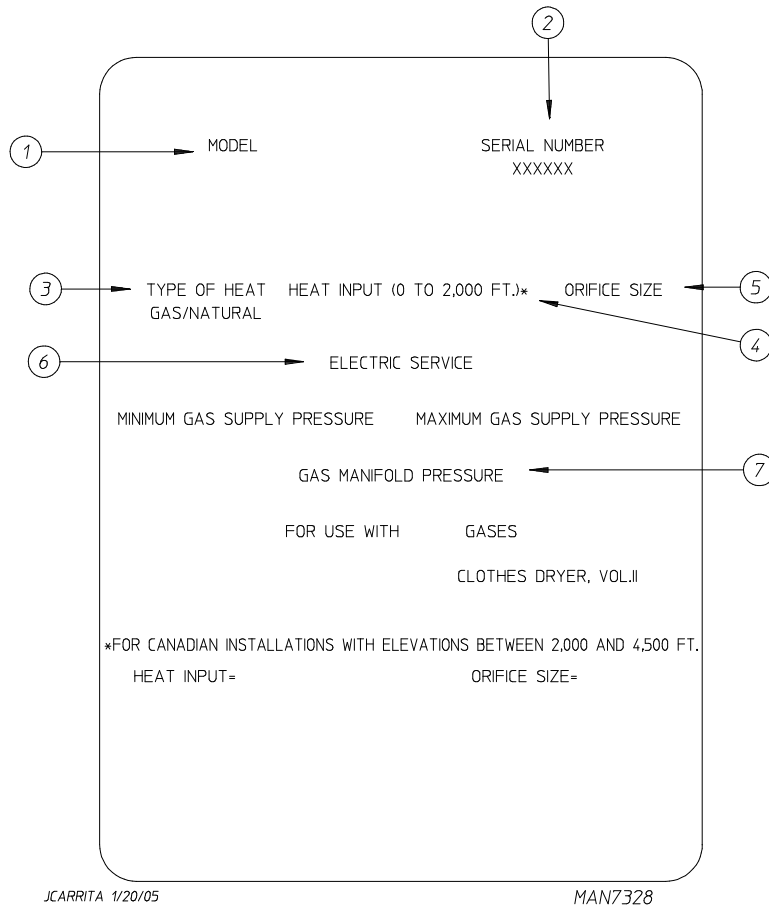 2
1
MODEL
SERIAL NUMBER
XXXXXX
3
TYPE OF HEAT
HEAT INPUT (0 TO 2,000 FT.)*
ORIFICE SIZE
5
GAS/NATURAL
4
6
ELECTRIC SERVICE
MINIMUM GAS SUPPLY PRESSURE
MAXIMUM GAS SUPPLY PRESSURE
GAS MANIFOLD PRESSURE
7
FOR USE WITH
GASES
CLOTHES DRYER, VOL.II
*FOR CANADIAN INSTALLATIONS WITH ELEVATIONS BETWEEN 2,000 AND 4,500 FT.
HEAT INPUT=
ORIFICE SIZE=
JCARRITA 1/20/05
MAN7328